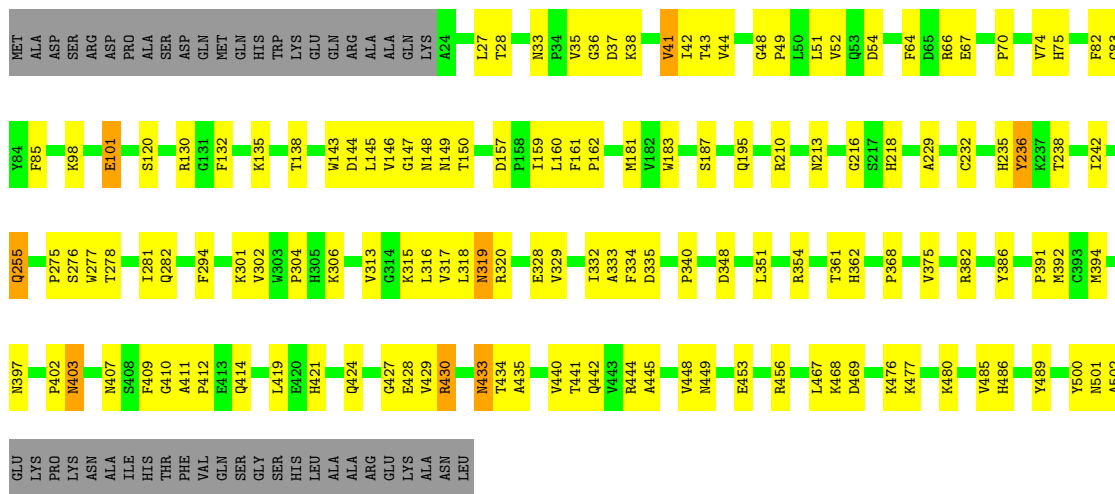 MET ALA ASP SER ARG ASP PRO ALA SER ASP GLN MET GLN HIS TRP LYS GLU GLN ARG ALA ALA GLN LYS A24 L27 T28 N33 P34 V35 G36 D37 K38 V41 I42 T43 V44 G48 P49 L50 L51 V52 Q53 D54 F64 D65 R66 E67 P70 V74 H75 F82 G83
Y84 F85 K98 E101 S120 R130 G131 F132 K135 T138 W143 D144 L145 V146 G147 N148 N149 T150 D157 P158 I159 L160 F161 P162 M181 V182 W183 S187 Q195 R210 N213 G216 S217 H218 A229 C232 H235 Y236 K237 T238 I242
Q255 P275 S276 W277 T278 I281 Q282 F294 K301 V302 W303 P304 H305 K306 V313 G314 K315 L316 V317 L318 N319 R320 E328 V329 I332 A333 F334 D335 P340 D348 L351 R354 T361 H362 P368 V375 R382 Y386 P391 M392 C393 M394
N397 P402 N403 N407 S408 F409 G410 A411 P412 E413 Q414 L419 E420 H421 Q424 G427 E428 V429 R430 N433 T434 A435 V440 T441 Q442 V443 R444 A445 V448 N449 E453 R456 L467 K468 D469 K476 K477 K480 V485 H486 Y489 Y500 N501 A502
GLU LYS PRO LYS ASN ALA ILE HIS THR PHE VAL GLN SER GLY SER HIS LEU ALA ALA ARG GLU LYS ALA ASN LEU